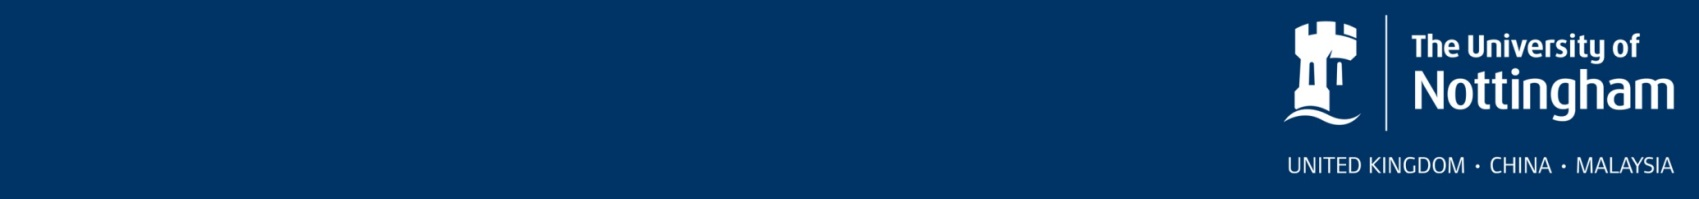 The University of
Nottingham
UNITED KINGDOM · CHINA · MALAYSIA